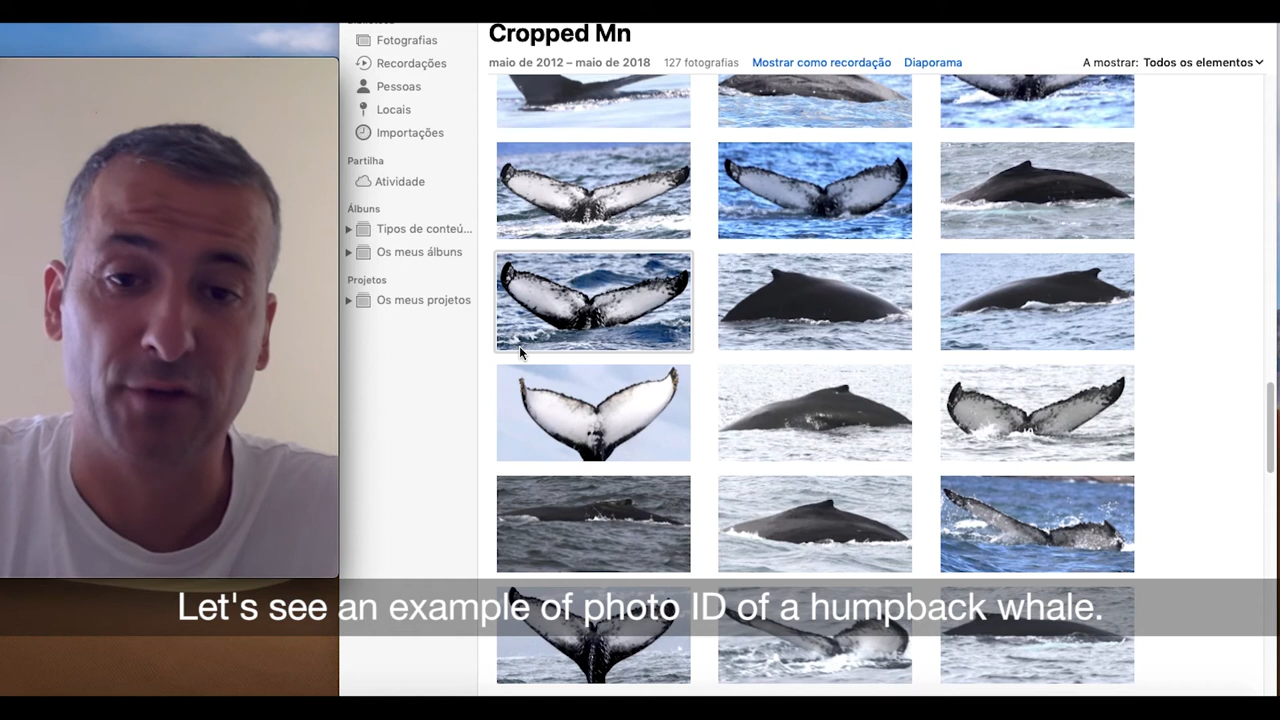 Cropped Mn
maio de 2012 – maio de 2018 127 fotografias Mostrar como recordação Diaporama A mostrar: Todos os elementos
Fotografias
Recordações
Pessoas
Locais
Importações
Partilha
Atividade
Álbuns
Tipos de conteú...
Os meus álbuns
Projetos
Os meus projetos
Let's see an example of photo ID of a humpback whale.